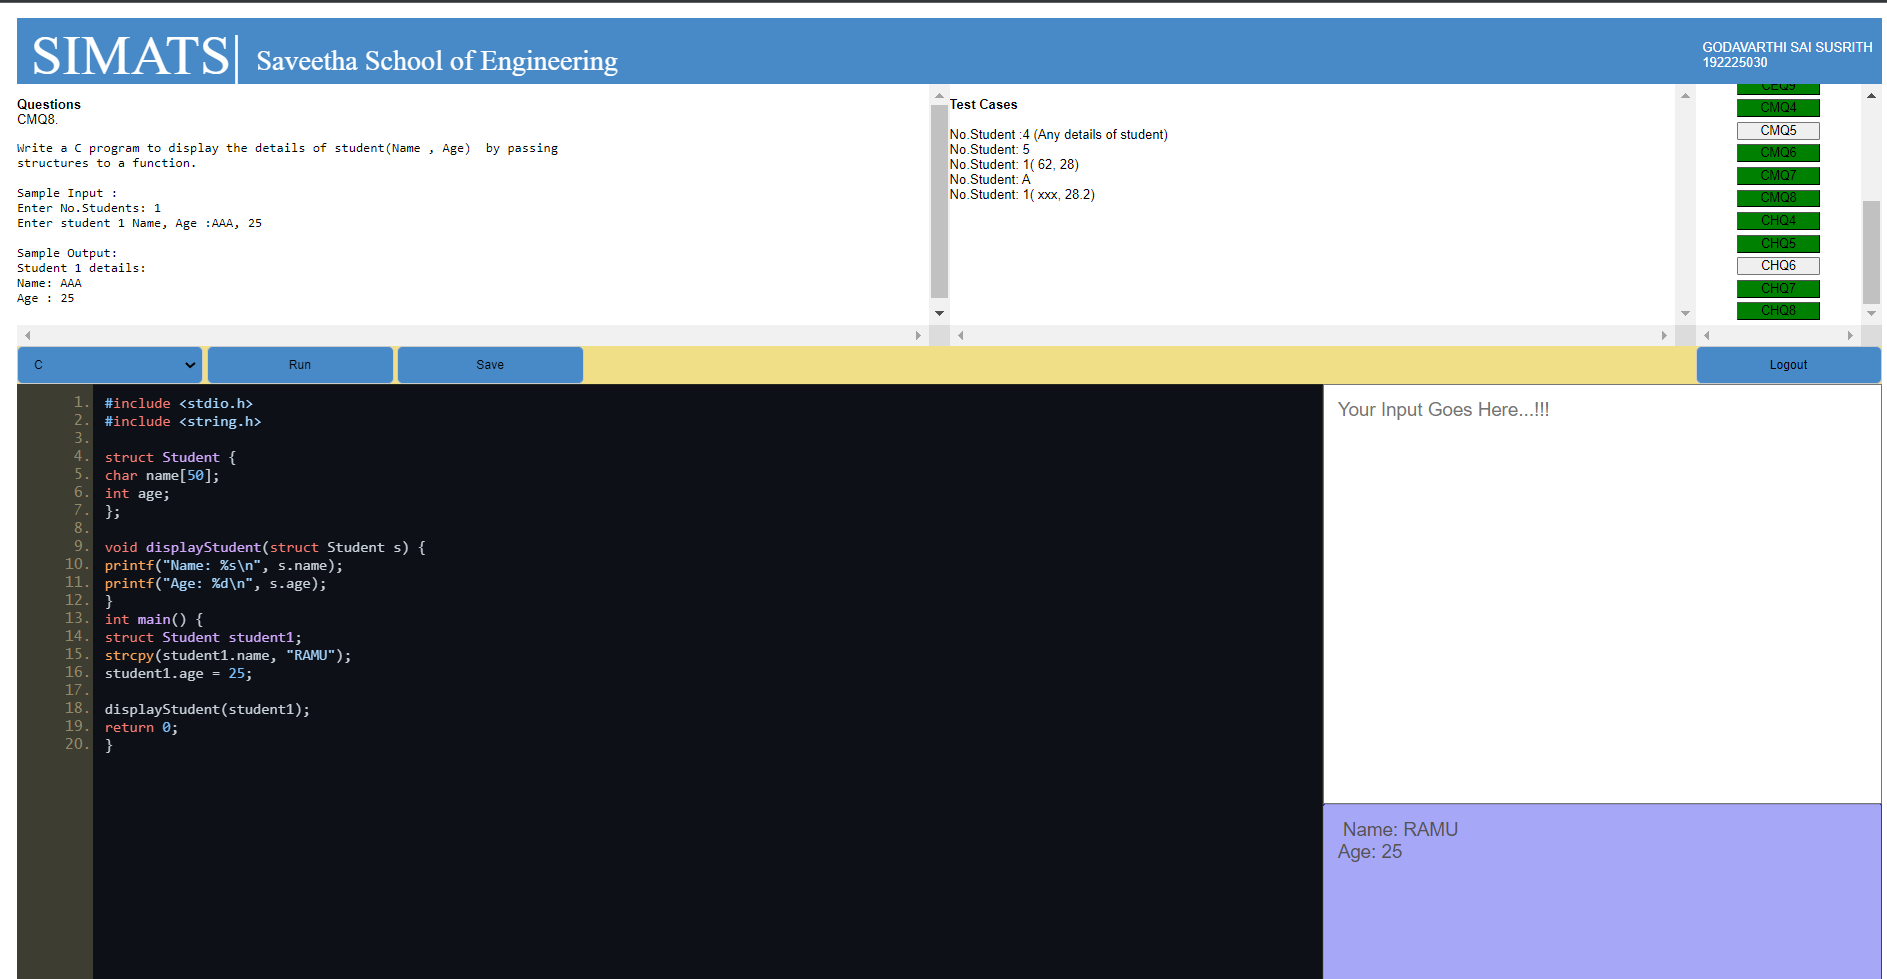 SIMATS| Saveetha School of Engineering
GODAVARTHI SAI SUSRITH
192225030
Questions
CMQ8.
Write a C program to display the details of student(Name , Age)  by passing
structures to a function.
Sample Input :
Enter No.Students: 1
Enter student 1 Name, Age :AAA, 25
Sample Output:
Student 1 details:
Name: AAA
Age : 25
Test Cases
No.Student :4 (Any details of student)
No.Student: 5
No.Student: 1( 62, 28)
No.Student: A
No.Student: 1( xxx, 28.2)
CEQ9
CMQ4
CMQ5
CMQ6
CMQ7
CMQ8
CHQ4
CHQ5
CHQ6
CHQ7
CHQ8
C
Run
Save
Logout
1. #include <stdio.h>
2. #include <string.h>
3.
4. struct Student {
5. char name[50];
6. int age;
7. };
8.
9. void displayStudent(struct Student s) {
10. printf("Name: %s\n", s.name);
11. printf("Age: %d\n", s.age);
12. }
13. int main() {
14. struct Student student1;
15. strcpy(student1.name, "RAMU");
16. student1.age = 25;
17.
18. displayStudent(student1);
19. return 0;
20. }
Your Input Goes Here...!!!
Name: RAMU
Age: 25